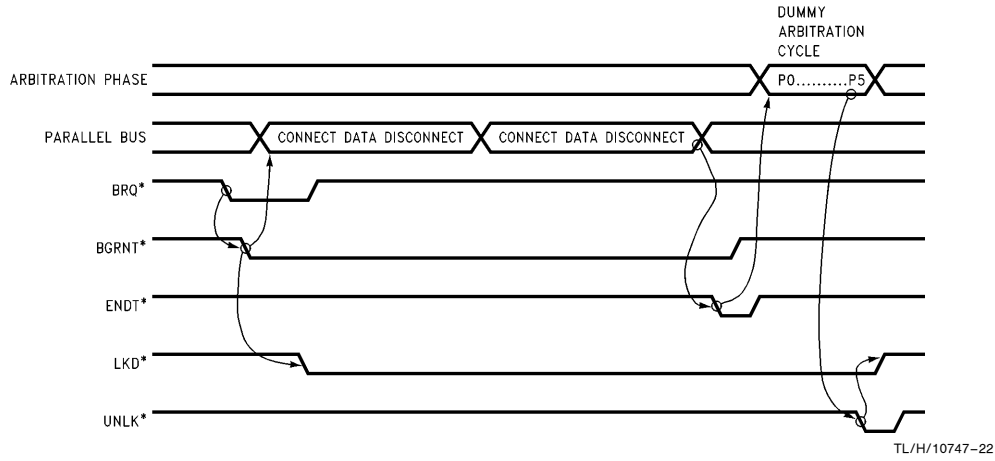 DUMMY
ARBITRATION
CYCLE
ARBITRATION PHASE
P0.........P5
PARALLEL BUS
CONNECT DATA DISCONNECT
CONNECT DATA DISCONNECT
BRQ*
BGRNT*
ENDT*
LKD*
UNLK*
TL/H/10747–22